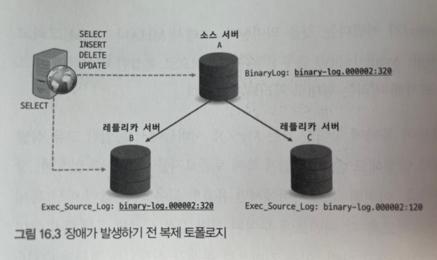 SELECT
INSERT
DELETE
UPDATE
소스 서버
A
BinaryLog: binary-log.000002:320
SELECT
레플리카 서버
B
레플리카 서버
C
Exec_Source_Log: binary-log.000002:320
Exec_Source_Log: binary-log.000002:120
그림 16.3 장애가 발생하기 전 복제 토폴로지